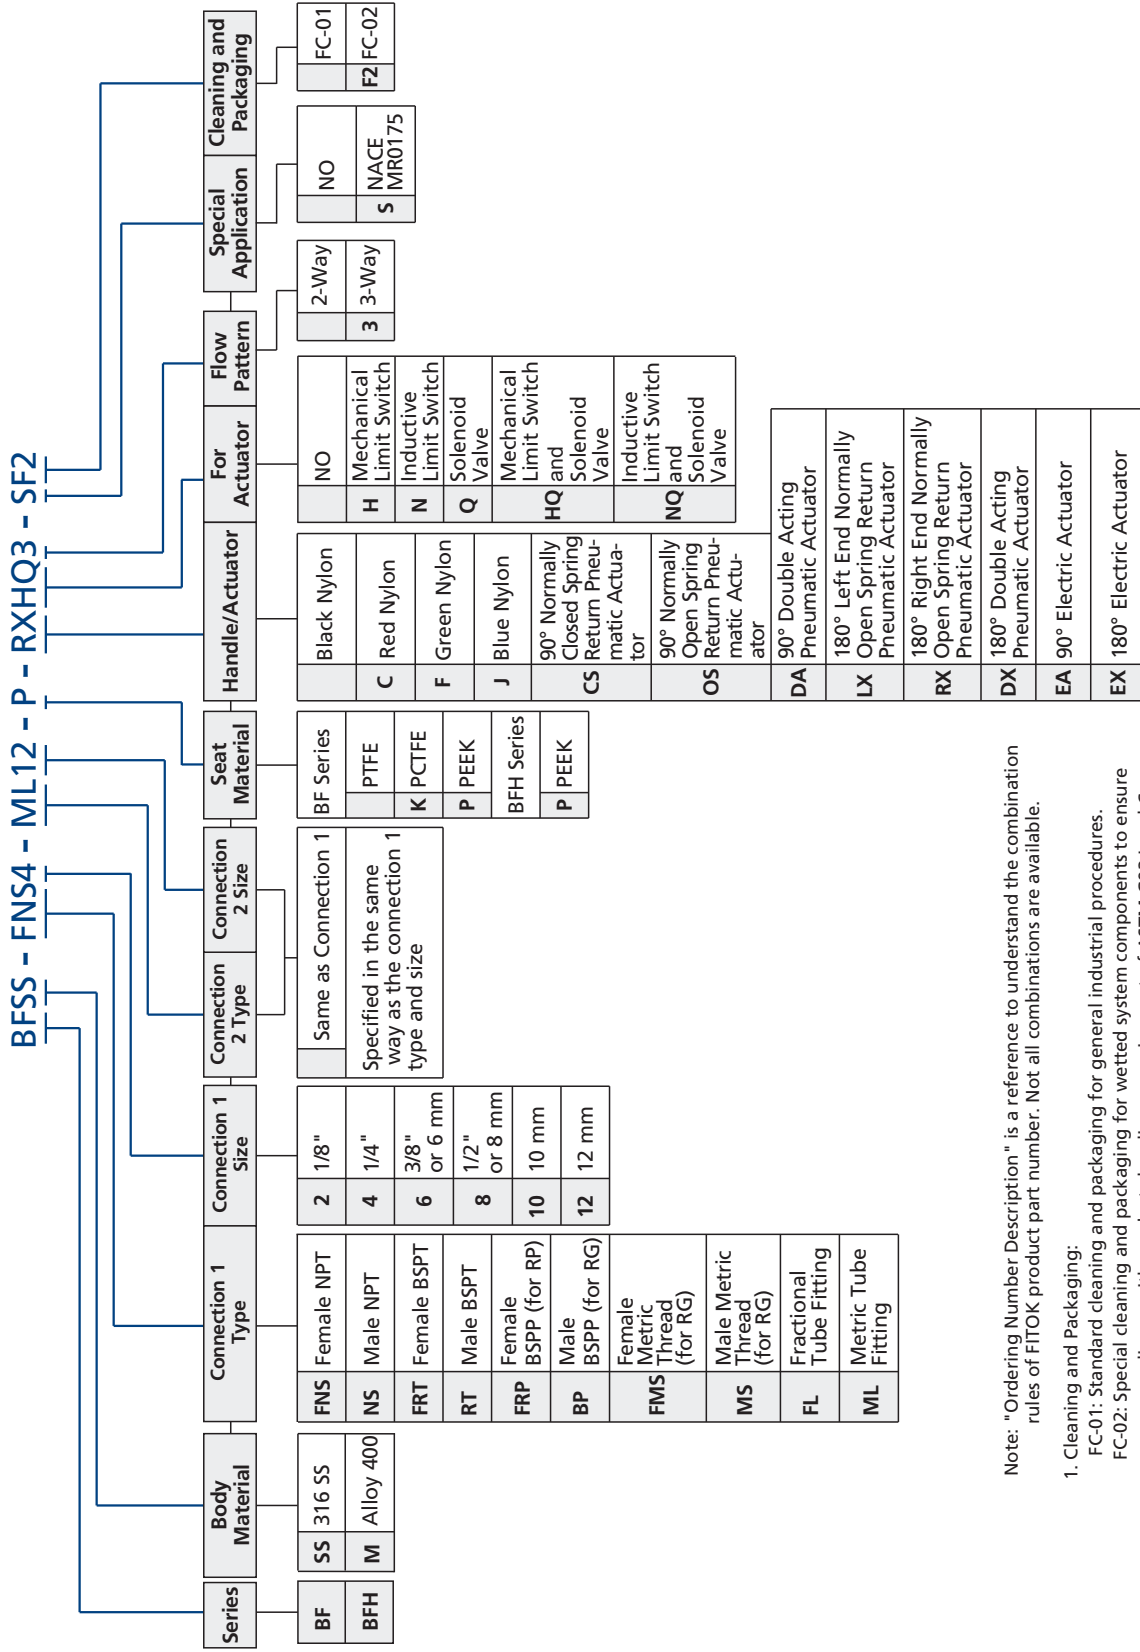 BFSS - FNS4 - ML12 - P - RXHQ3 - SF2
Series
BF
BFH
Body
Material
SS 316 SS
M Alloy 400
Connection 1
Type
FNS Female NPT
NS Male NPT
FRT Female BSPT
RT Male BSPT
FRP Female
BSPP (for RP)
BP Male
BSPP (for RG)
FMS Female
Metric
Thread
(for RG)
MS Male Metric
Thread
(for RG)
FL Fractional
Tube Fitting
ML Metric Tube
Fitting
Connection 1
Size
2 1/8"
4 1/4"
6 3/8"
or 6 mm
8 1/2"
or 8 mm
10 10 mm
12 12 mm
Connection
2 Type
Connection
2 Size
Same as Connection 1
Specified in the same
way as the connection 1
type and size
Seat
Material
BF Series
PTFE
K PCTFE
P PEEK
BFH Series
P PEEK
Handle/Actuator
Black Nylon
C Red Nylon
F Green Nylon
J Blue Nylon
CS 90° Normally
Closed Spring
Return Pneu-
matic Actua-
tor
OS 90° Normally
Open Spring
Return Pneu-
matic Actu-
ator
DA 90° Double Acting
Pneumatic Actuator
LX 180° Left End Normally
Open Spring Return
Pneumatic Actuator
RX 180° Right End Normally
Open Spring Return
Pneumatic Actuator
DX 180° Double Acting
Pneumatic Actuator
EA 90° Electric Actuator
EX 180° Electric Actuator
For
Actuator
NO
H Mechanical
Limit Switch
N Inductive
Limit Switch
Q Solenoid
Valve
HQ Mechanical
Limit Switch
and
Solenoid
Valve
NQ Inductive
Limit Switch
and
Solenoid
Valve
Flow
Pattern
2-Way
3 3-Way
Special
Application
NO
S NACE
MR0175
Cleaning and
Packaging
FC-01
F2 FC-02
Note: "Ordering Number Description" is a reference to understand the combination
rules of FITOK product part number. Not all combinations are available.
1. Cleaning and Packaging:
FC-01: Standard cleaning and packaging for general industrial procedures.
FC-02: Special cleaning and packaging for wetted system components to ensure